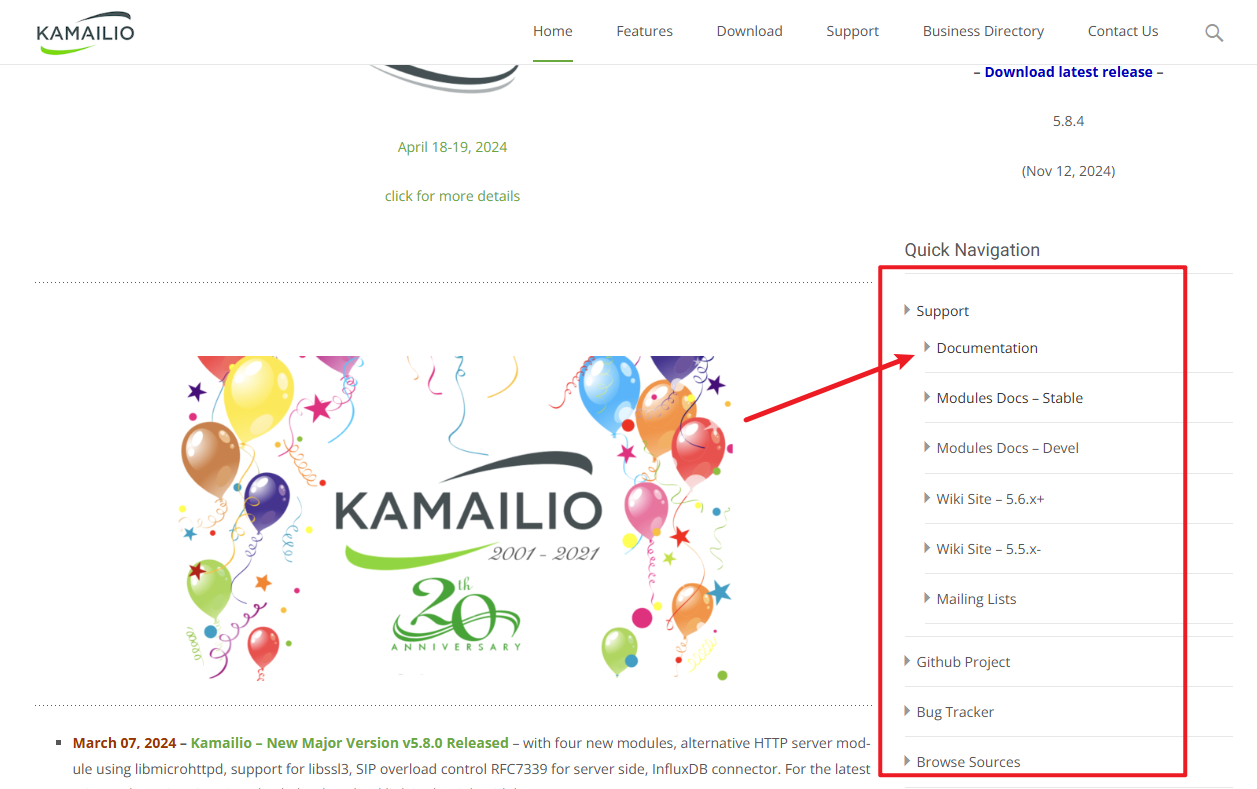 KAMAILIO
Home
Features
Download
Support
Business Directory
Contact Us
– Download latest release –
April 18-19, 2024
click for more details
5.8.4
(Nov 12, 2024)
KAMAILIO
2001 - 2021
20th
ANNIVERSARY
March 07, 2024 – Kamailio – New Major Version v5.8.0 Released – with four new modules, alternative HTTP server mod-
ule using libmicrohttpd, support for libssl3, SIP overload control RFC7339 for server side, InfluxDB connector. For the latest
Quick Navigation
Support
Documentation
Modules Docs – Stable
Modules Docs – Devel
Wiki Site – 5.6.x+
Wiki Site – 5.5.x-
Mailing Lists
Github Project
Bug Tracker
Browse Sources